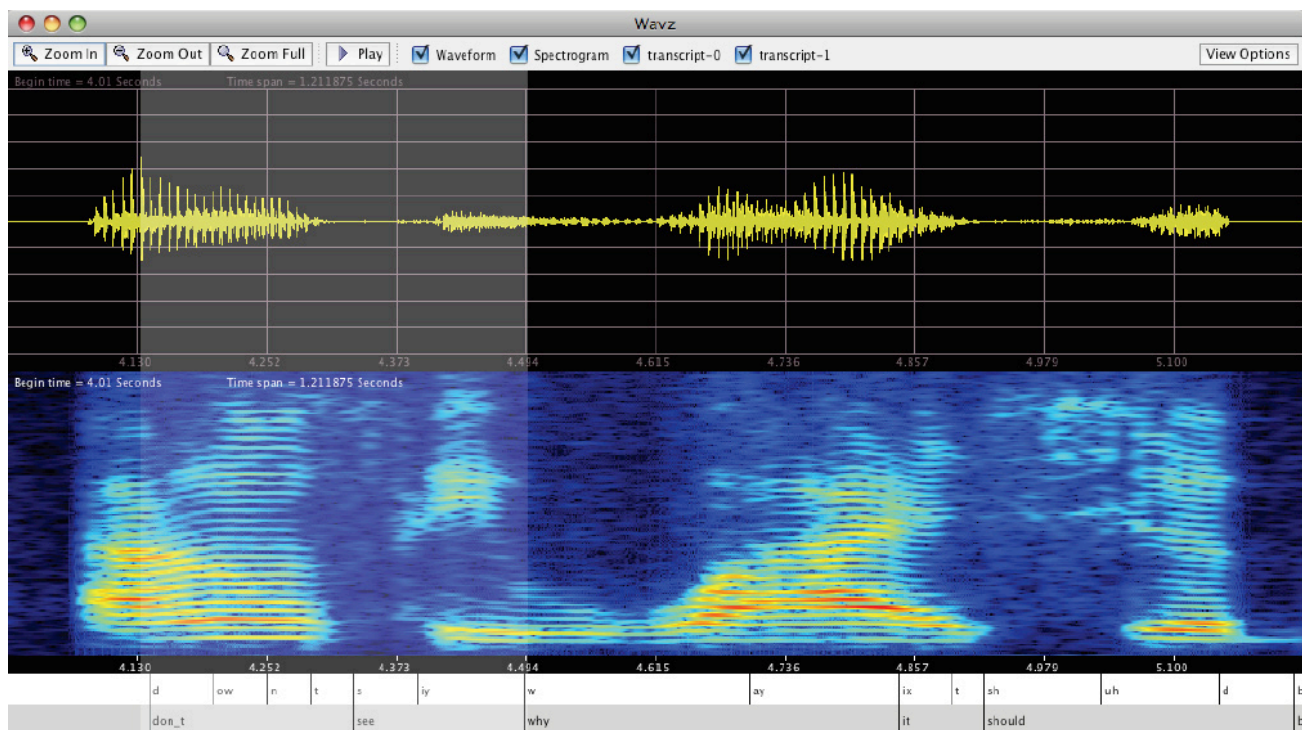 Wavz
Zoom In Zoom Out Zoom Full Play Waveform Spectrogram transcript-0 transcript-1 View Options
Begin time = 4.01 Seconds Time span = 1.211875 Seconds
4.130 4.252 4.373 4.494 4.615 4.736 4.857 4.979 5.100
Begin time = 4.01 Seconds Time span = 1.211875 Seconds
4.130 4.252 4.373 4.494 4.615 4.736 4.857 4.979 5.100
d ow n t s iy w ay ix t sh uh d b
don_t see why it should b